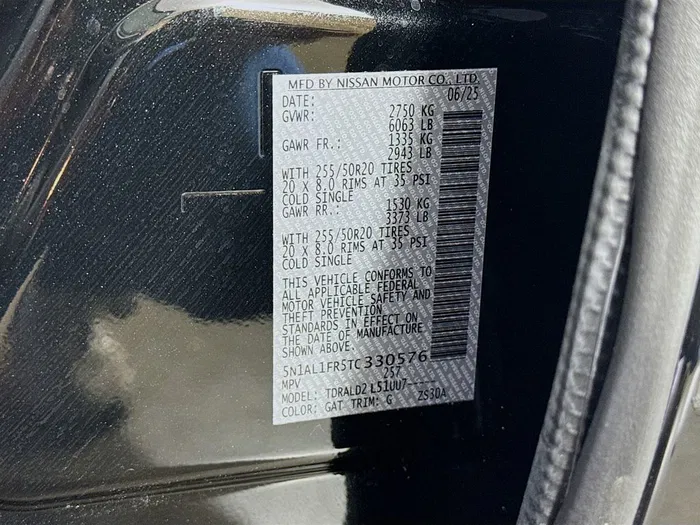 MFD BY NISSAN MOTOR CO., LTD.
DATE: 06/25
GVWR: 2750 KG
6063 LB
GAWR FR.: 1335 KG
2943 LB
WITH 255/50R20 TIRES
20 X 8.0 RIMS AT 35 PSI
COLD SINGLE
GAWR RR.: 1530 KG
3373 LB
WITH 255/50R20 TIRES
20 X 8.0 RIMS AT 35 PSI
COLD SINGLE
THIS VEHICLE CONFORMS TO
ALL APPLICABLE FEDERAL
MOTOR VEHICLE SAFETY AND
THEFT PREVENTION
STANDARDS IN EFFECT ON
THE DATE OF MANUFACTURE
SHOWN ABOVE.
5N1AL1FR5TC330576
MPV 257
MODEL: TDRALD2 L51UU7-----
COLOR: GAT TRIM: G ZS30A